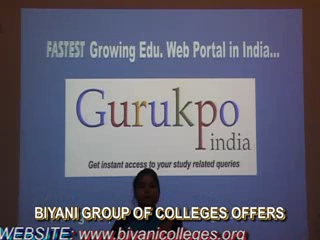 FASTEST Growing Edu. Web Portal in India...
Gurukpo
india
Get instant access to your study related queries
BIYANI GROUP OF COLLEGES OFFERS
WEBSITE: www.biyanicolleges.org